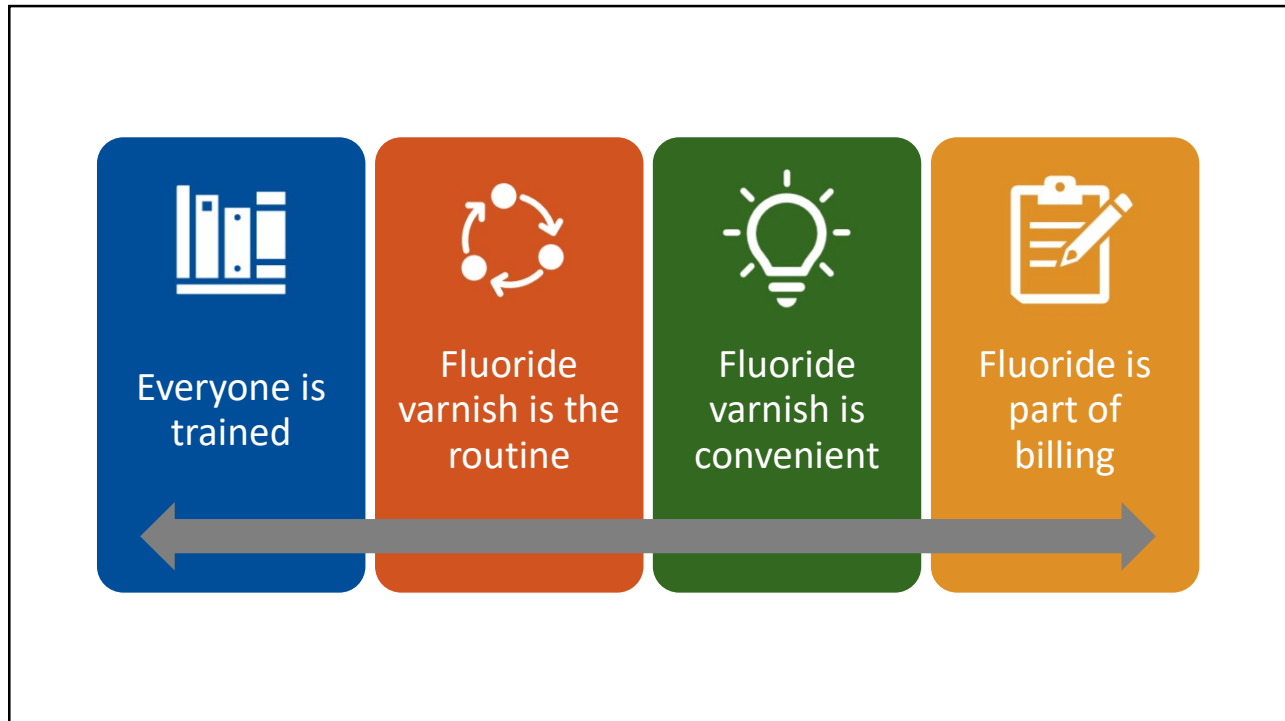 Everyone is
trained
Fluoride
varnish is the
routine
Fluoride
varnish is
convenient
Fluoride is
part of
billing